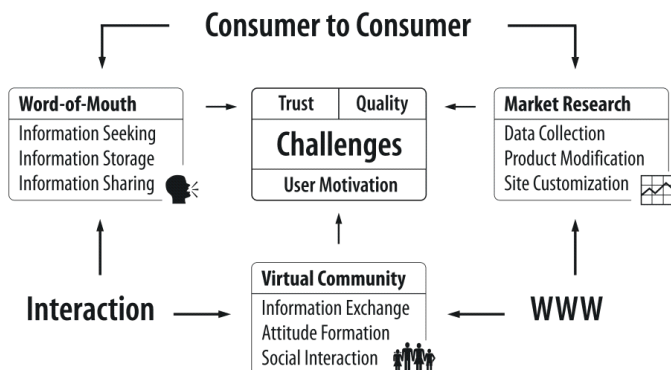 Consumer to Consumer
Word-of-Mouth
Information Seeking
Information Storage
Information Sharing
Trust
Quality
Challenges
User Motivation
Market Research
Data Collection
Product Modification
Site Customization
Interaction
Virtual Community
Information Exchange
Attitude Formation
Social Interaction
WWW